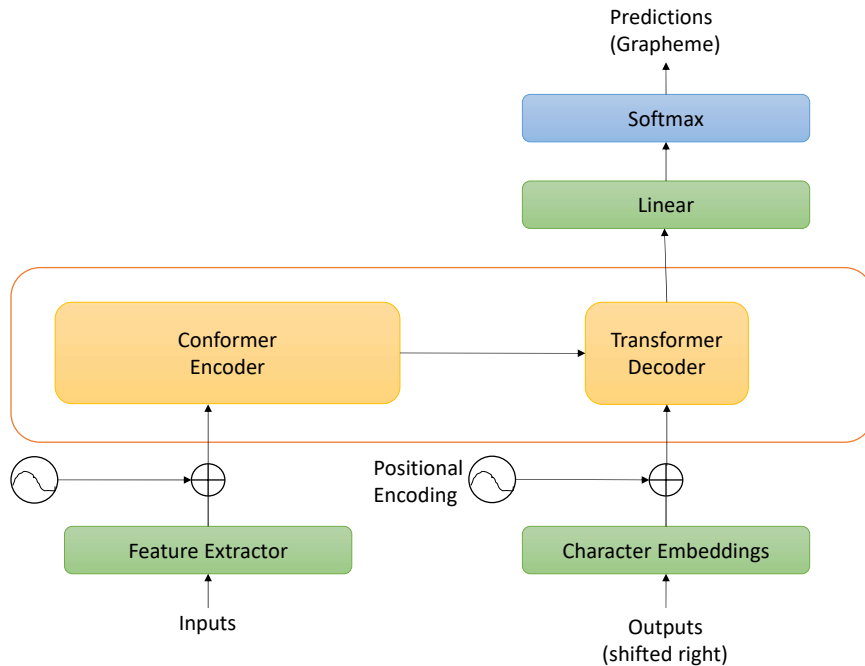 Predictions
(Grapheme)
Softmax
Linear
Conformer
Encoder
Transformer
Decoder
Positional
Encoding
Feature Extractor
Character Embeddings
Inputs
Outputs
(shifted right)